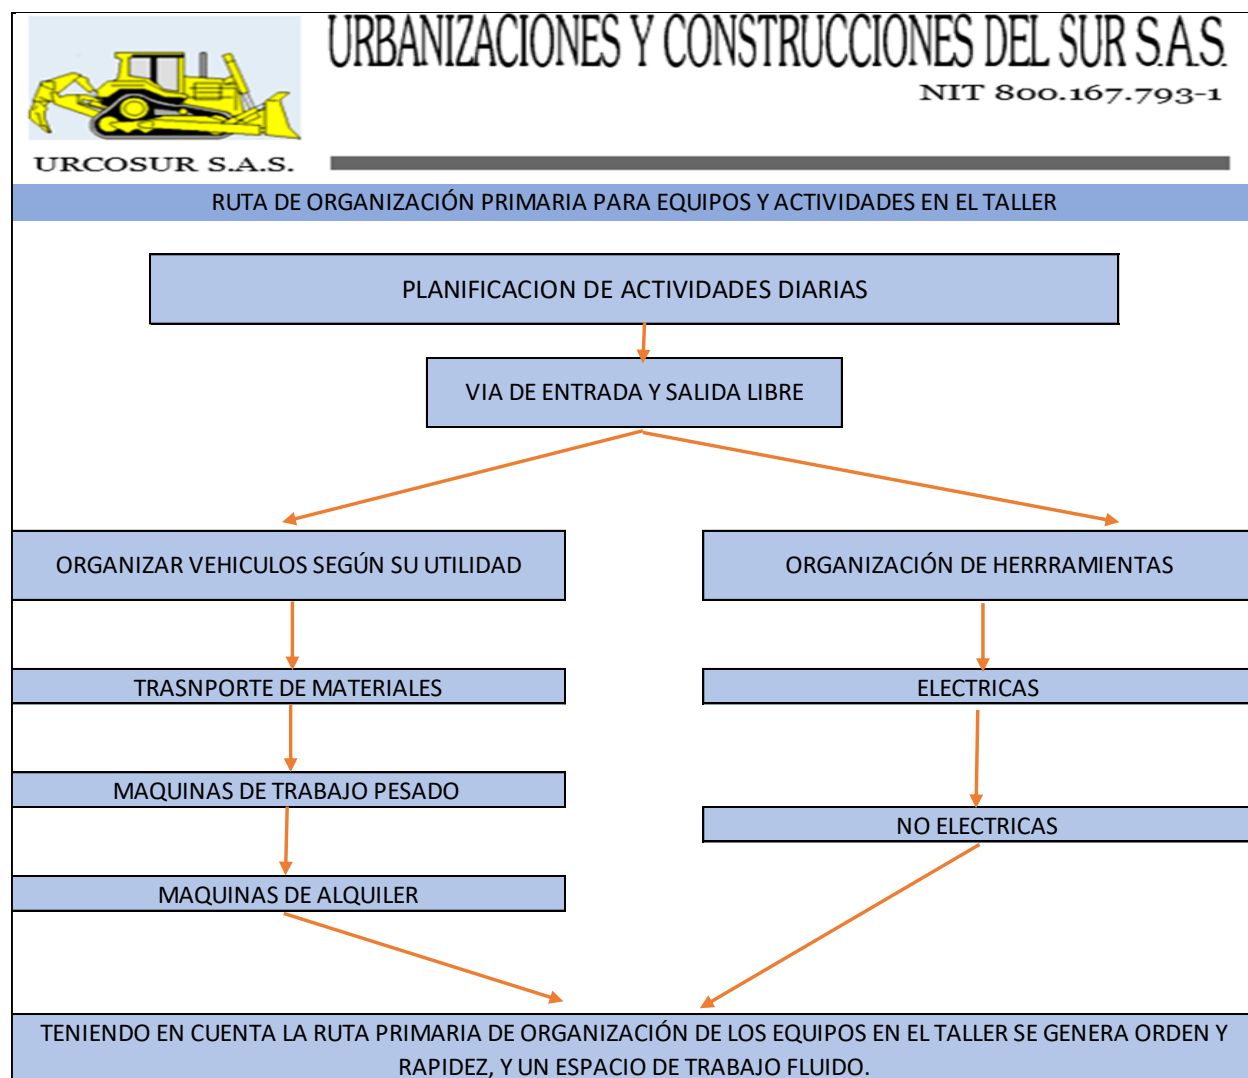 URBANIZACIONES Y CONSTRUCCIONES DEL SUR S.A.S.
NIT 800.167.793-1
URCOSUR S.A.S.
RUTA DE ORGANIZACIÓN PRIMARIA PARA EQUIPOS Y ACTIVIDADES EN EL TALLER
PLANIFICACION DE ACTIVIDADES DIARIAS
VIA DE ENTRADA Y SALIDA LIBRE
ORGANIZAR VEHICULOS SEGÚN SU UTILIDAD
ORGANIZACIÓN DE HERRRAMIENTAS
TRASNPORTE DE MATERIALES
ELECTRICAS
MAQUINAS DE TRABAJO PESADO
NO ELECTRICAS
MAQUINAS DE ALQUILER
TENIENDO EN CUENTA LA RUTA PRIMARIA DE ORGANIZACIÓN DE LOS EQUIPOS EN EL TALLER SE GENERA ORDEN Y
RAPIDEZ, Y UN ESPACIO DE TRABAJO FLUIDO.